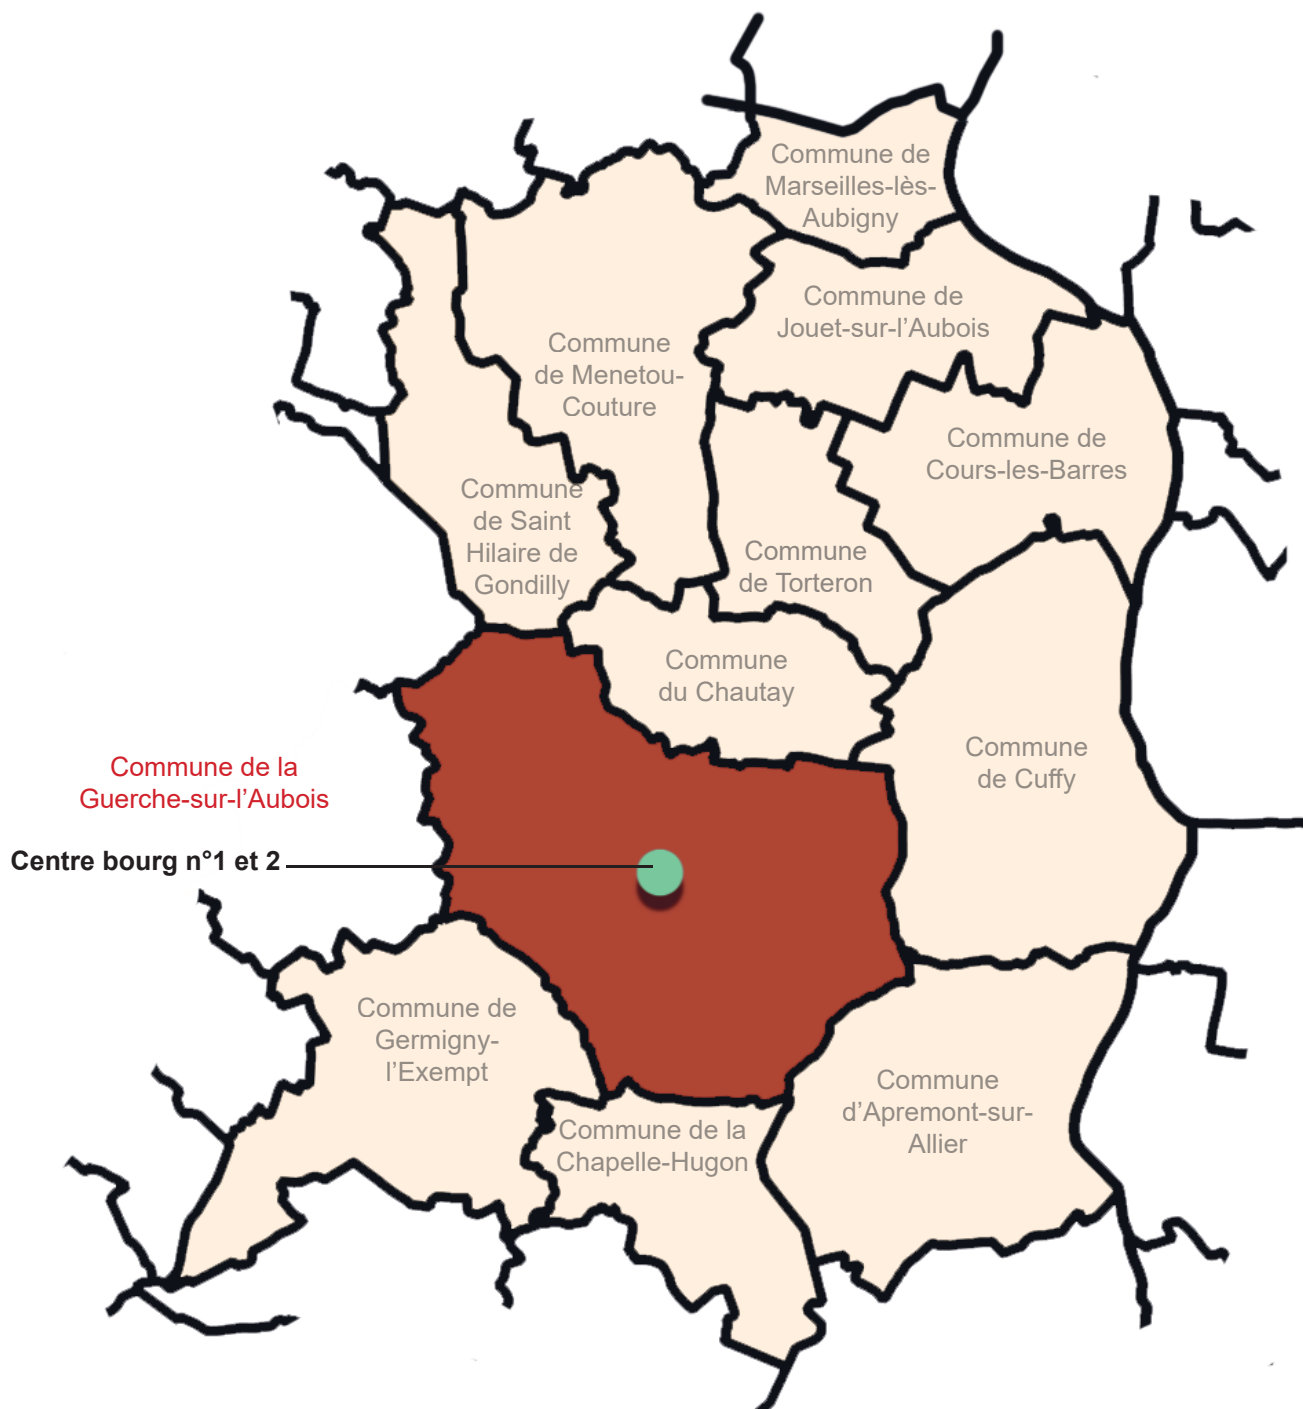 Commune de
Marseilles-lès-
Aubigny
Commune de
Jouet-sur-l'Aubois
Commune
de Menetou-
Couture
Commune de
Cours-les-Barres
Commune
de Saint
Hilaire de
Gondilly
Commune
de Torteron
Commune
du Chautay
Commune
de Cuffy
Commune de la
Guerche-sur-l'Aubois
Centre bourg n°1 et 2
Commune de
Germigny-
l'Exempt
Commune
d'Apremont-sur-
Allier
Commune de la
Chapelle-Hugon